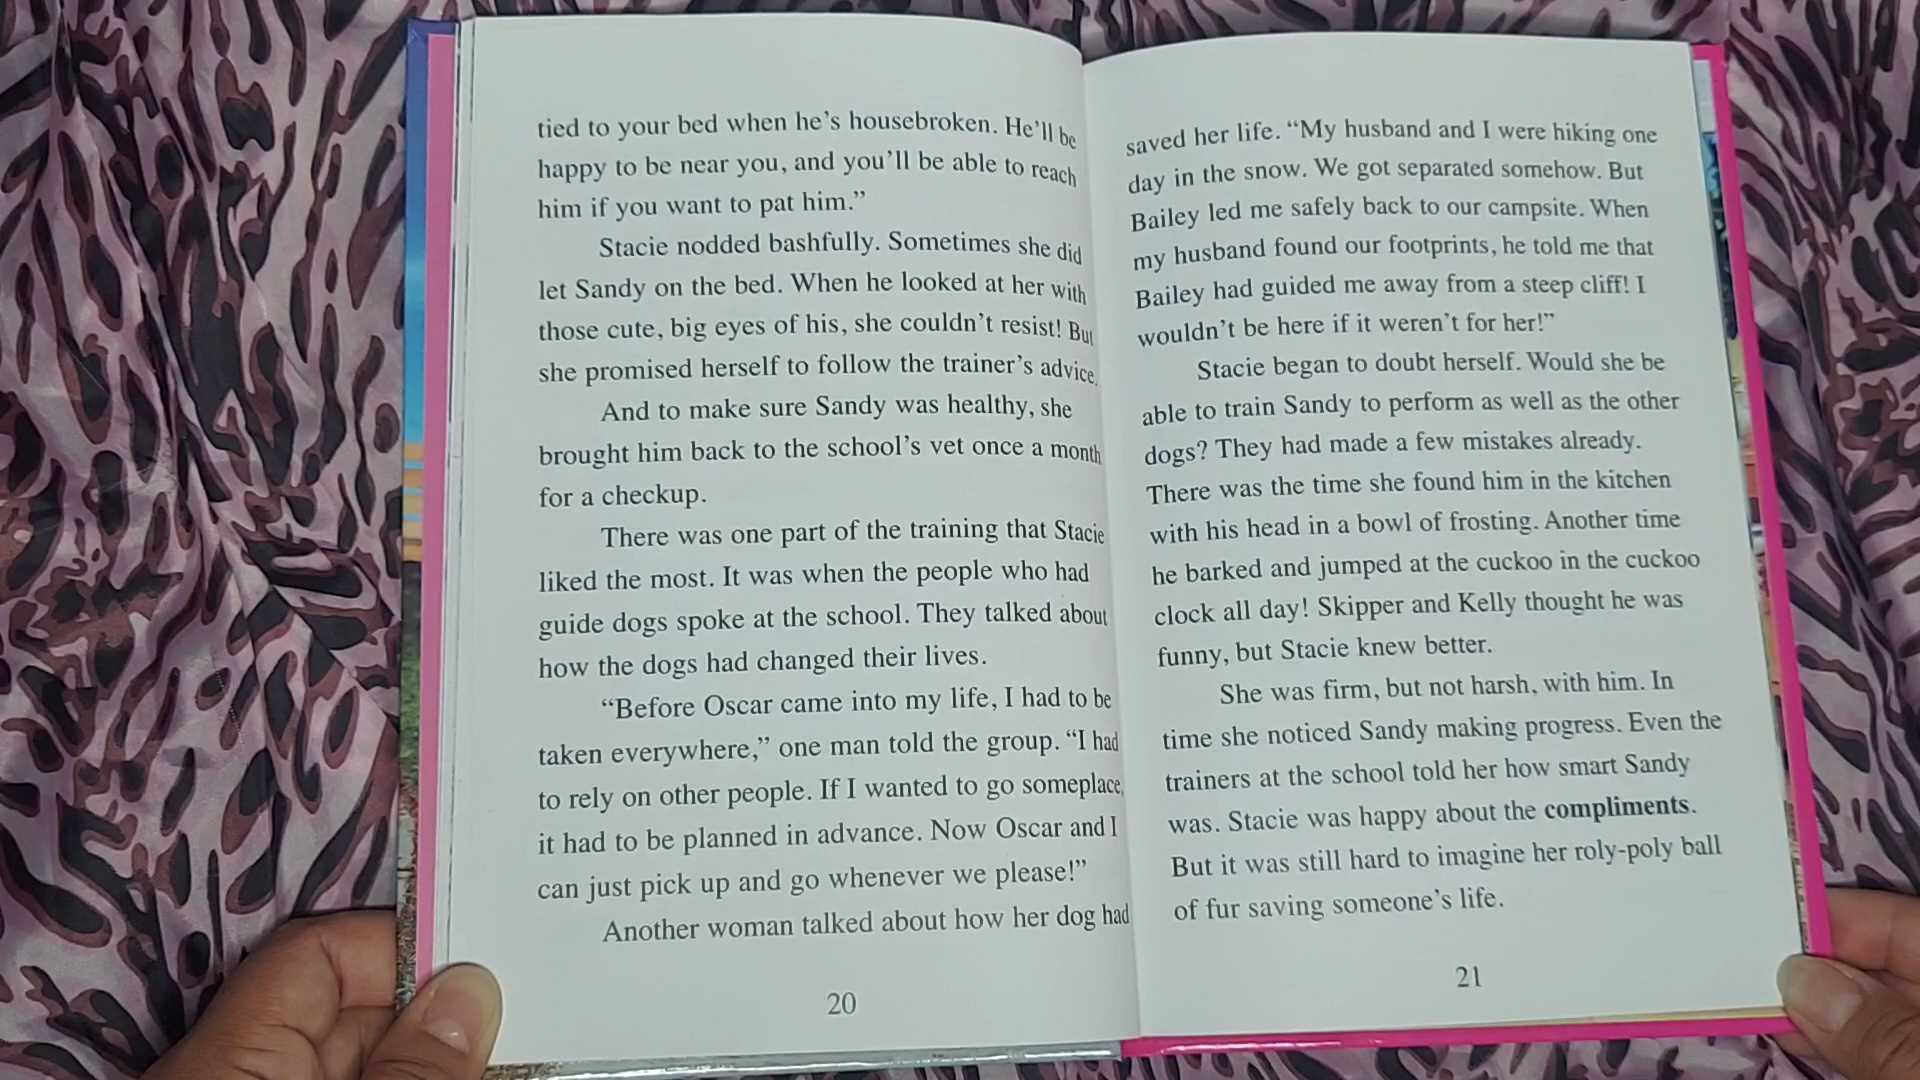 tied to your bed when he's housebroken. He'll be
happy to be near you, and you'll be able to reach
him if you want to pat him.”
Stacie nodded bashfully. Sometimes she did
let Sandy on the bed. When he looked at her with
those cute, big eyes of his, she couldn't resist! But
she promised herself to follow the trainer's advice.
And to make sure Sandy was healthy, she
brought him back to the school's vet once a month
for a checkup.
There was one part of the training that Stacie
liked the most. It was when the people who had
guide dogs spoke at the school. They talked about
how the dogs had changed their lives.
“Before Oscar came into my life, I had to be
taken everywhere,” one man told the group. “I had
to rely on other people. If I wanted to go someplace,
it had to be planned in advance. Now Oscar and I
can just pick up and go whenever we please!”
Another woman talked about how her dog had
20
saved her life. “My husband and I were hiking one
day in the snow. We got separated somehow. But
Bailey led me safely back to our campsite. When
my husband found our footprints, he told me that
Bailey had guided me away from a steep cliff! I
wouldn't be here if it weren't for her!”
Stacie began to doubt herself. Would she be
able to train Sandy to perform as well as the other
dogs? They had made a few mistakes already.
There was the time she found him in the kitchen
with his head in a bowl of frosting. Another time
he barked and jumped at the cuckoo in the cuckoo
clock all day! Skipper and Kelly thought he was
funny, but Stacie knew better.
She was firm, but not harsh, with him. In
time she noticed Sandy making progress. Even the
trainers at the school told her how smart Sandy
was. Stacie was happy about the compliments.
But it was still hard to imagine her roly-poly ball
of fur saving someone's life.
21